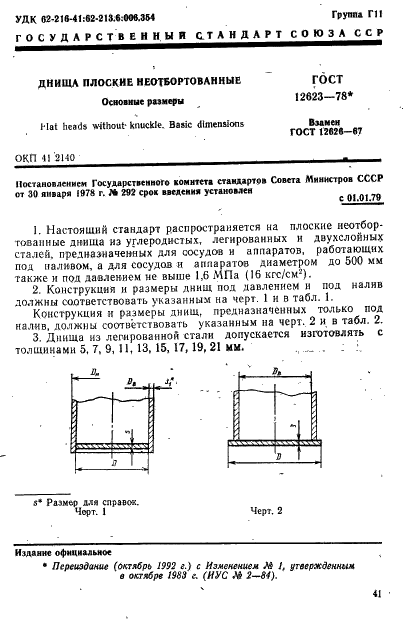 УДК 62-216-41:62-213.6:006.354 Группа Г11
ГОСУДАРСТВЕННЫЙ СТАНДАРТ СОЮЗА ССР
ДНИЩА ПЛОСКИЕ НЕОТБОРТОВАННЫЕ
Основные размеры
Flat heads without knuckle. Basic dimensions
ГОСТ
12623—78*
Взамен
ГОСТ 12626—67
ОКП 41 2140
Постановлением Государственного комитета стандартов Совета Министров СССР
от 30 января 1978 г. № 292 срок введения установлен
с 01.01.79
1. Настоящий стандарт распространяется на плоские неотбор-
тованные днища из углеродистых, легированных и двухслойных
сталей, предназначенных для сосудов и аппаратов, работающих
под наливом, а для сосудов и аппаратов диаметром до 500 мм
также и под давлением не выше 1,6 МПа (16 кгс/см²).
2. Конструкция и размеры днищ под давлением и под налив
должны соответствовать указанным на черт. 1 и в табл. 1.
Конструкция и размеры днищ, предназначенных только под
налив, должны соответствовать указанным на черт. 2 и в табл. 2.
3. Днища из легированной стали допускается изготовлять с
толщинами 5, 7, 9, 11, 13, 15, 17, 19, 21 мм.
Dн
Dв
s₁*
s
D
Dв
s
D
s* Размер для справок.
Черт. 1
Черт. 2
Издание официальное
* Переиздание (октябрь 1992 г.) с Изменением № 1, утвержденным
в октябре 1983 г. (ИУС № 2—84).
41